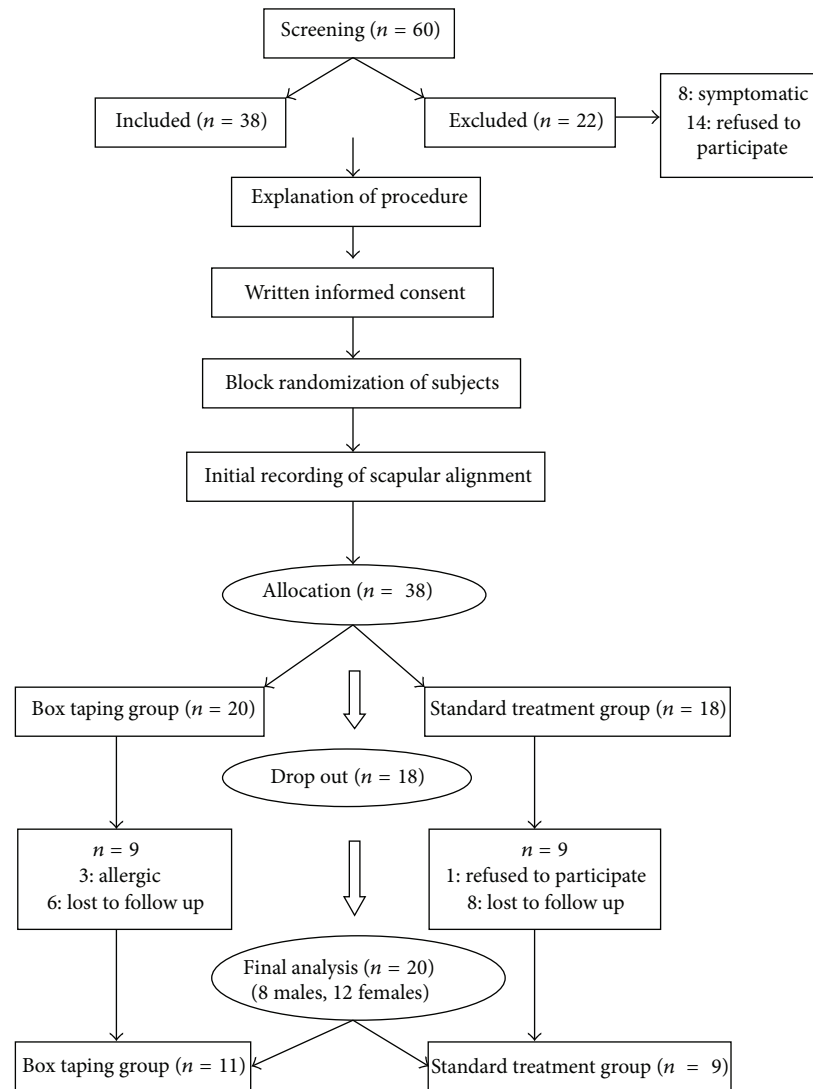 Screening (n = 60)
Included (n = 38)
Excluded (n = 22)
8: symptomatic
14: refused to
participate
Explanation of procedure
Written informed consent
Block randomization of subjects
Initial recording of scapular alignment
Allocation (n = 38)
Box taping group (n = 20)
Standard treatment group (n = 18)
Drop out (n = 18)
n = 9
3: allergic
6: lost to follow up
n = 9
1: refused to participate
8: lost to follow up
Final analysis (n = 20)
(8 males, 12 females)
Box taping group (n = 11)
Standard treatment group (n = 9)